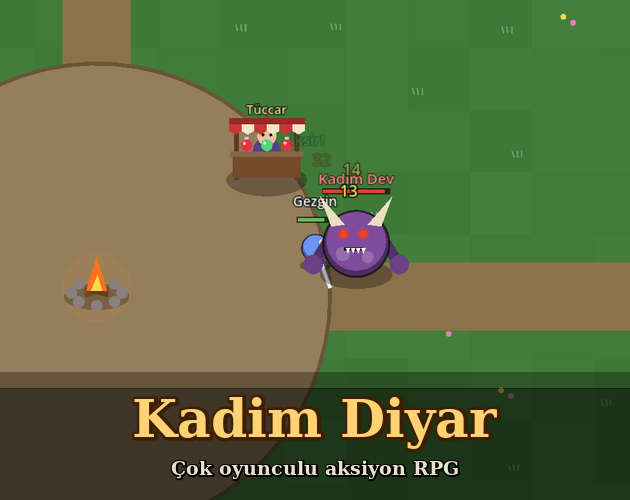 Tüccar
14
Kadim Dev
13
Gezgin
Kadim Diyar
Çok oyunculu aksiyon RPG